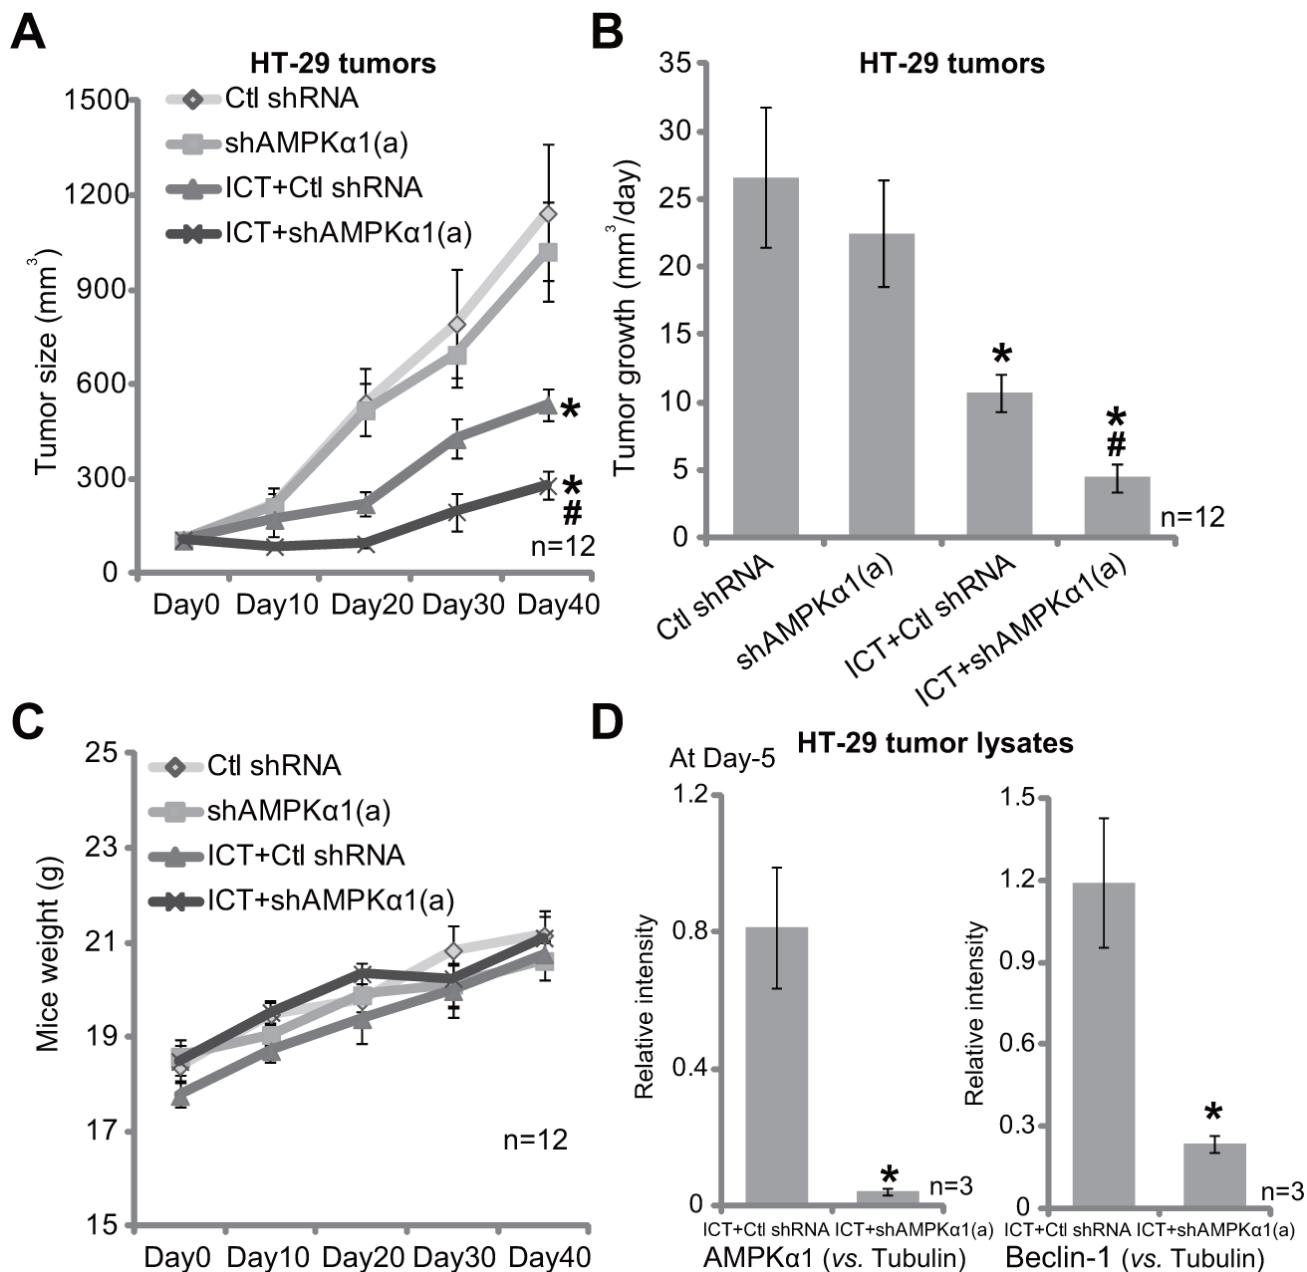 A
HT-29 tumors
Ctl shRNA
shAMPKα1(a)
ICT+Ctl shRNA
ICT+shAMPKα1(a)
Tumor size (mm³)
1500
1200
900
600
300
0
*
*
#
n=12
Day0 Day10 Day20 Day30 Day40
B
HT-29 tumors
Tumor growth (mm³/day)
35
30
25
20
15
10
5
0
*
*
#
n=12
Ctl shRNA
shAMPKα1(a)
ICT+Ctl shRNA
ICT+shAMPKα1(a)
C
Ctl shRNA
shAMPKα1(a)
ICT+Ctl shRNA
ICT+shAMPKα1(a)
Mice weight (g)
25
23
21
19
17
15
n=12
Day0 Day10 Day20 Day30 Day40
D
HT-29 tumor lysates
At Day-5
Relative intensity
1.2
0.8
0.4
0
*
n=3
ICT+Ctl shRNA ICT+shAMPKα1(a)
AMPKα1 (vs. Tubulin)
Relative intensity
1.5
1.2
0.9
0.6
0.3
0
*
n=3
ICT+Ctl shRNA ICT+shAMPKα1(a)
Beclin-1 (vs. Tubulin)